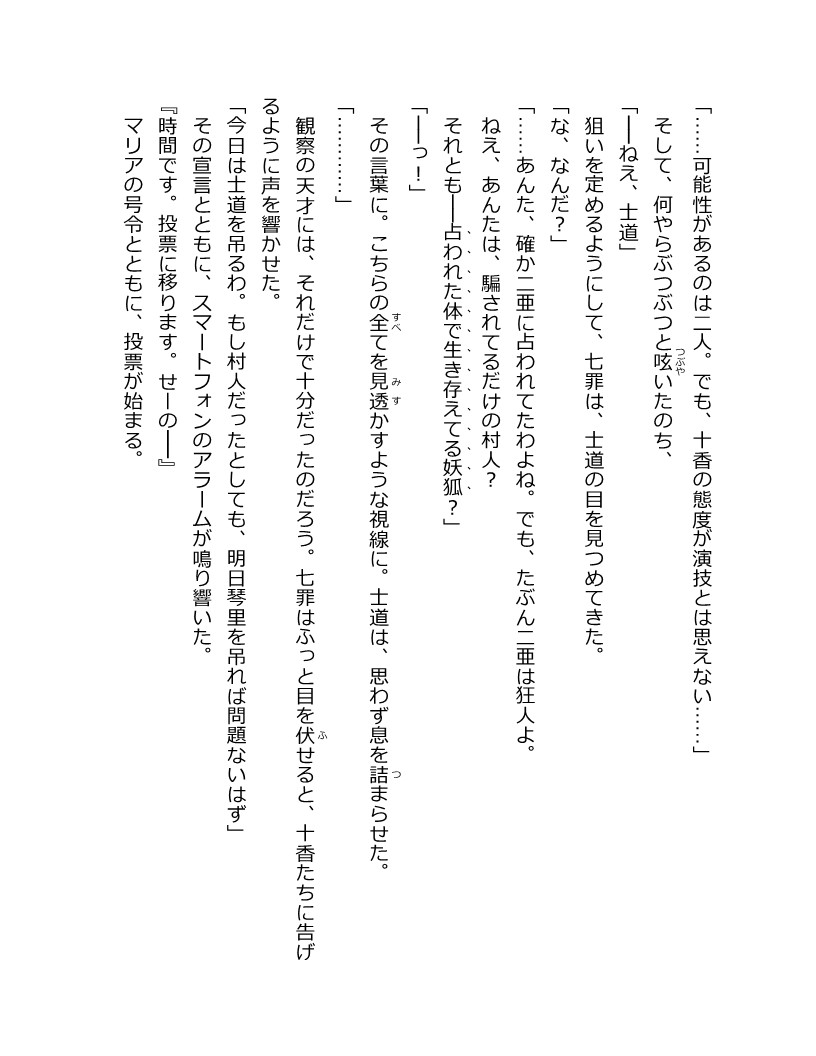 「……可能性があるのは二人。でも、十香の態度が演技とは思えない……」
そして、何やらぶつぶつと呟いたのち、
「──ねえ、士道」
狙いを定めるようにして、七罪は、士道の目を見つめてきた。
「な、なんだ？」
「……あんた、確か二亜に占われてたわよね。でも、たぶん二亜は狂人よ。
ねえ、あんたは、騙されてるだけの村人？
それとも──占われた体で生き存えてる妖狐？」
「──っ！」
その言葉に。こちらの全てを見透かすような視線に。士道は、思わず息を詰まらせた。
「…………」
観察の天才には、それだけで十分だったのだろう。七罪はふっと目を伏せると、十香たちに告げ
るように声を響かせた。
「今日は士道を吊るわ。もし村人だったとしても、明日琴里を吊れば問題ないはず」
その宣言とともに、スマートフォンのアラームが鳴り響いた。
『時間です。投票に移ります。せーの──』
マリアの号令とともに、投票が始まる。